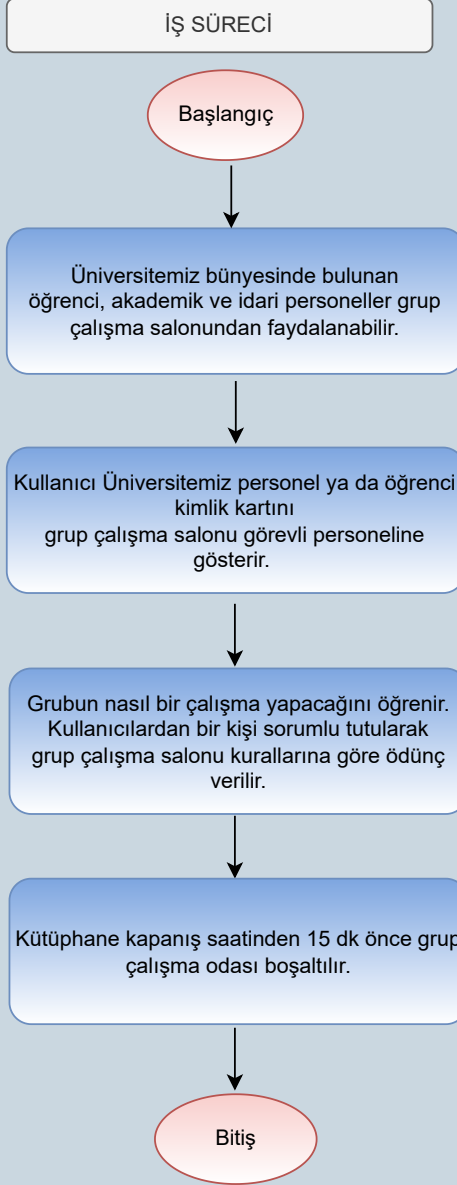 İŞ SÜRECİ
Başlangıç
Üniversitemiz bünyesinde bulunan
öğrenci, akademik ve idari personeller grup
çalışma salonundan faydalanabilir.
Kullanıcı Üniversitemiz personel ya da öğrenci
kimlik kartını
grup çalışma salonu görevli personeline
gösterir.
Grubun nasıl bir çalışma yapacağını öğrenir.
Kullanıcılardan bir kişi sorumlu tutularak
grup çalışma salonu kurallarına göre ödünç
verilir.
Kütüphane kapanış saatinden 15 dk önce grup
çalışma odası boşaltılır.
Bitiş